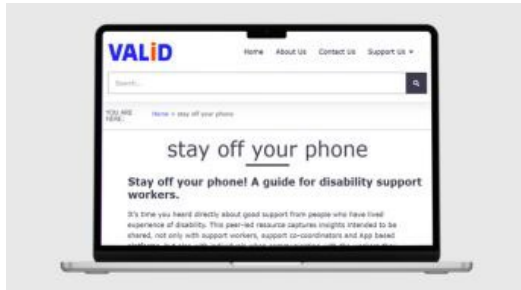 VALiD
Home About Us Contact Us Support Us
Search...
YOU ARE HERE: Home > stay off your phone
stay off your phone
Stay off your phone! A guide for disability support
workers.
It's time you heard directly about good support from people who have lived
experience of disability. This peer-led resource captures insights intended to be
shared, not only with support workers, support co-ordinators and App based